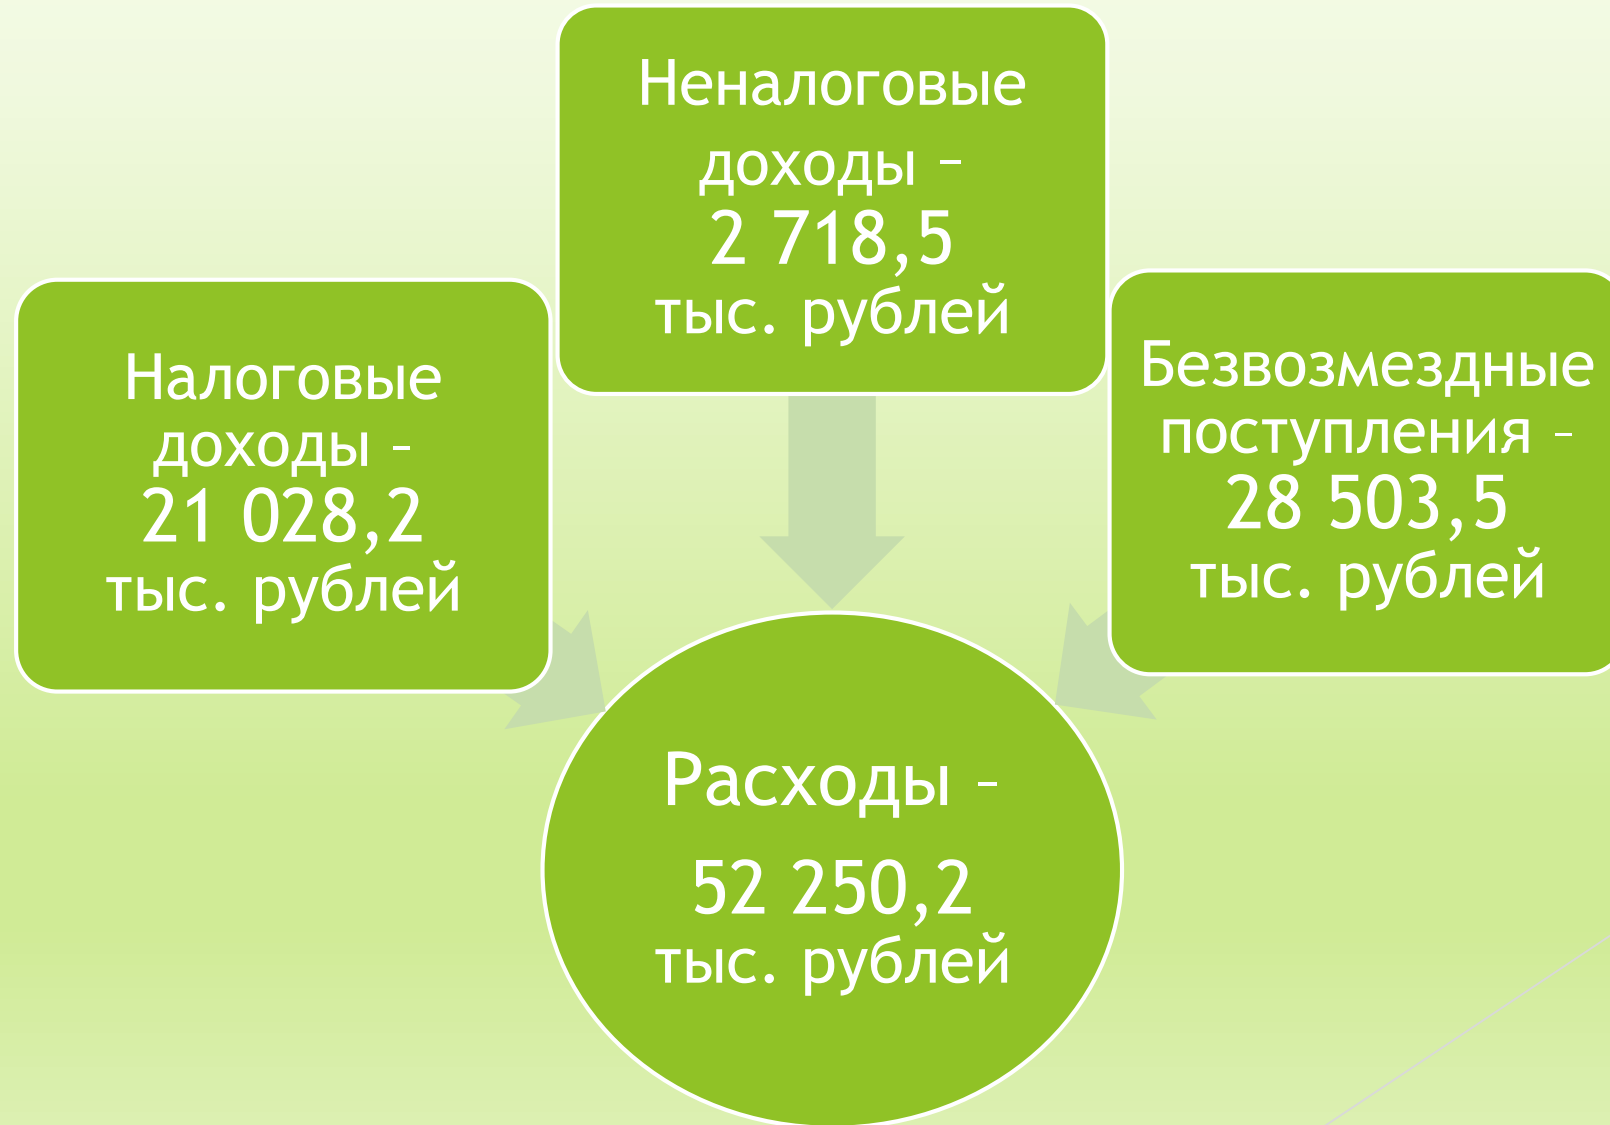 Неналоговые
доходы –
2 718,5
тыс. рублей
Налоговые
доходы –
21 028,2
тыс. рублей
Безвозмездные
поступления –
28 503,5
тыс. рублей
Расходы –
52 250,2
тыс. рублей